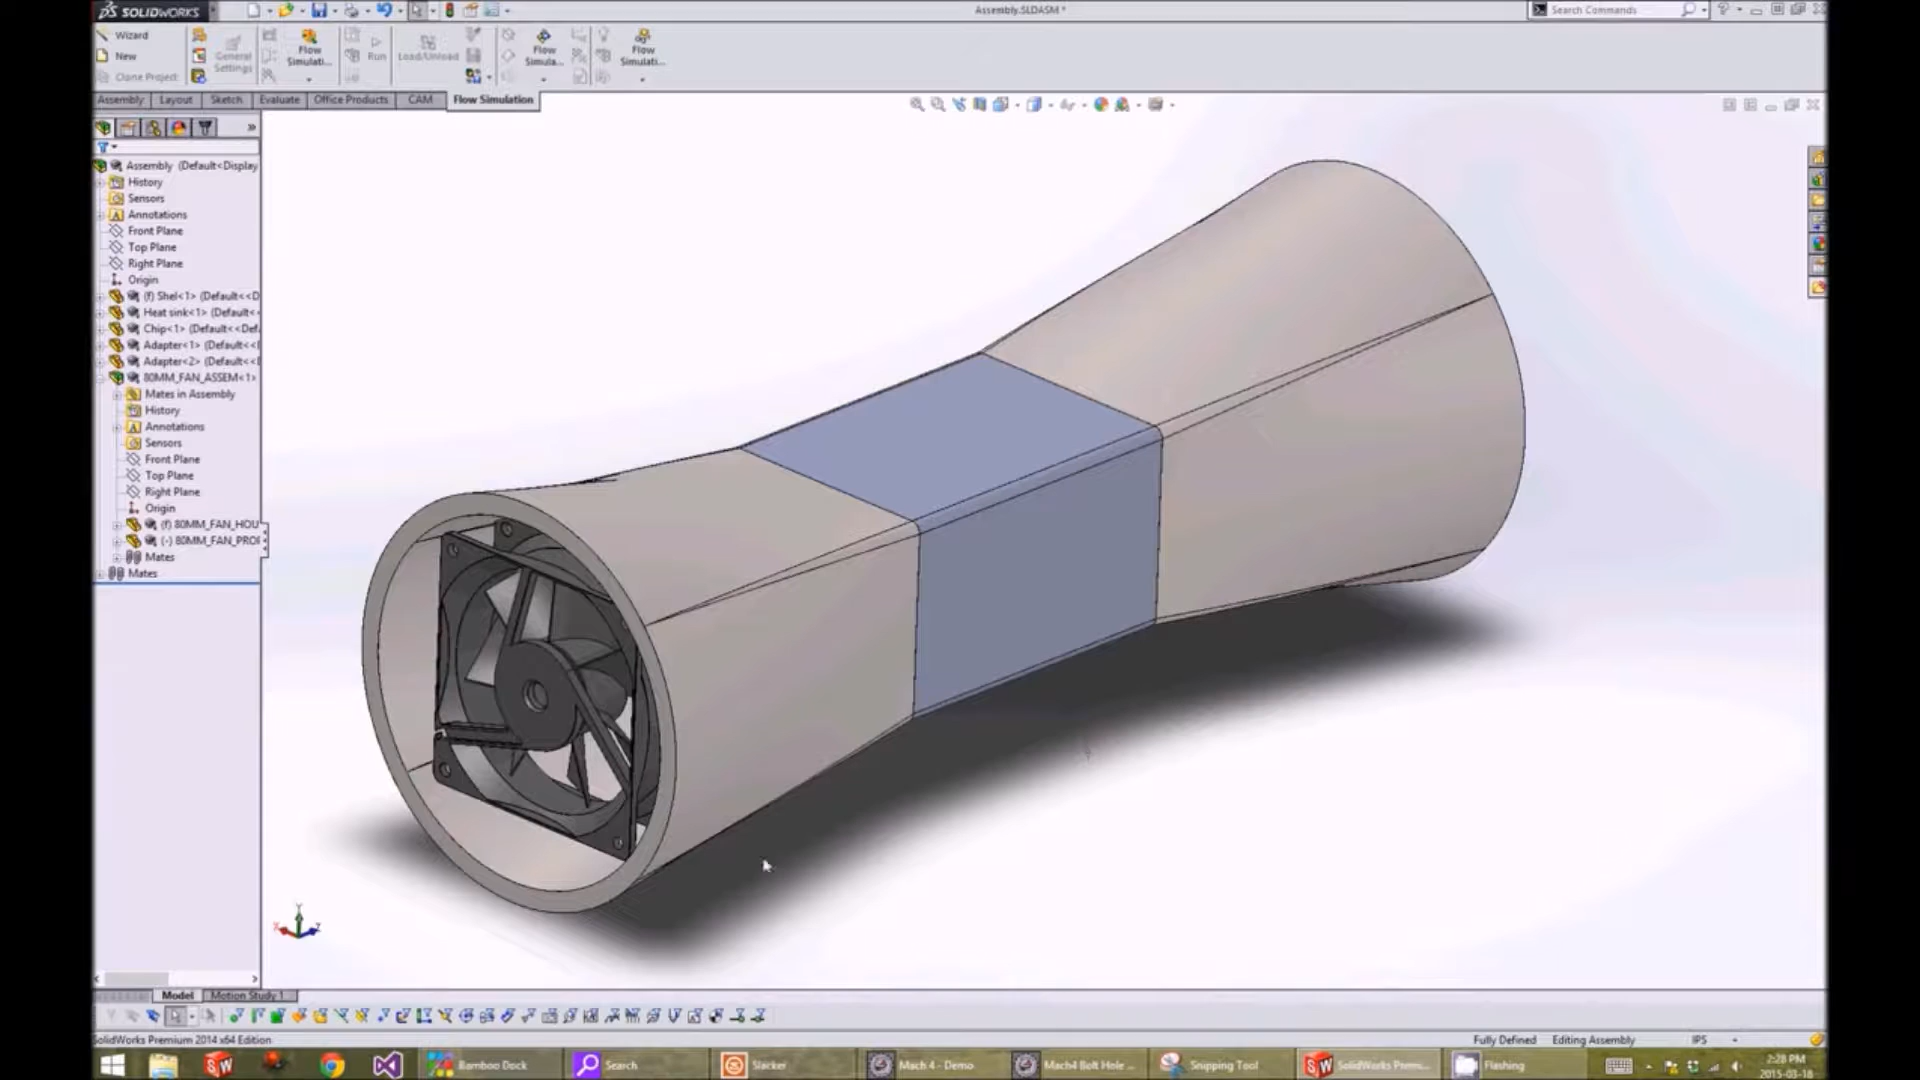 SOLIDWORKS
Assembly.SLDASM *
Search Commands
Wizard
New
Clone Project
General Settings
Flow Simulati...
Run
Load/Unload
Flow Simula...
Flow Simulati...
Assembly Layout Sketch Evaluate Office Products CAM Flow Simulation
Assembly (Default<Display
History
Sensors
Annotations
Front Plane
Top Plane
Right Plane
Origin
(f) Shel<1> (Default<<D
Heat sink<1> (Default<<
Chip<1> (Default<<Def
Adapter<1> (Default<<
Adapter<2> (Default<<
80MM_FAN_ASSEM<1>
Mates in Assembly
History
Annotations
Sensors
Front Plane
Top Plane
Right Plane
Origin
(f) 80MM_FAN_HOU
(-) 80MM_FAN_PROP
Mates
Mates
Y
X
Z
Model Motion Study 1
SolidWorks Premium 2014 x64 Edition
Fully Defined Editing Assembly IPS
Bamboo Dock
Search
Slacker
Mach 4 - Demo
Mach4 Bolt Hole ...
Snipping Tool
SolidWorks Premi...
Flashing
2:28 PM
2015-03-18